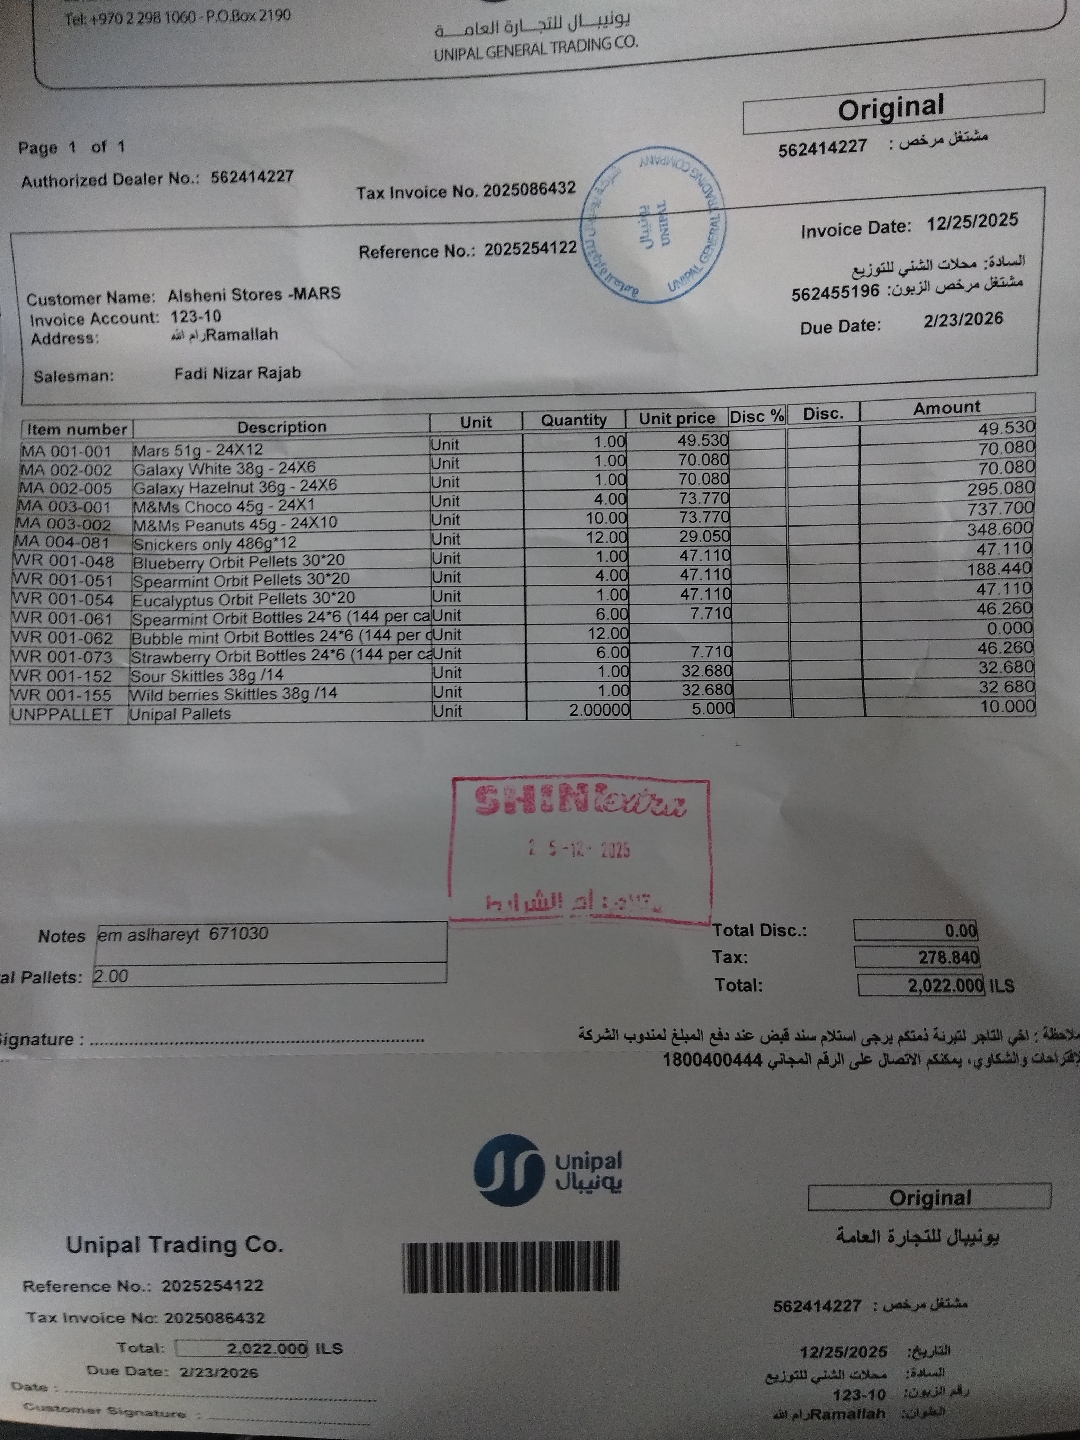 Tel: +970 2 298 1060 - P.O.Box 2190
يونيبال للتجارة العامة
UNIPAL GENERAL TRADING CO.
Original
Page 1 of 1
مشتغل مرخص : 562414227
Authorized Dealer No.: 562414227
Tax Invoice No. 2025086432
UNIPAL GENERAL TRADING COMPANY
Reference No.: 2025254122
Invoice Date: 12/25/2025
السادة: محلات الشني للتوزيع
Customer Name: Alsheni Stores -MARS
مشتغل مرخص الزبون: 562455196
Invoice Account: 123-10
Address: رام الله Ramallah
Due Date: 2/23/2026
Salesman: Fadi Nizar Rajab
Item number Description Unit Quantity Unit price Disc % Disc. Amount
MA 001-001 Mars 51g - 24X12 Unit 1.00 49.530 49.530
MA 002-002 Galaxy White 38g - 24X6 Unit 1.00 70.080 70.080
MA 002-005 Galaxy Hazelnut 36g - 24X6 Unit 1.00 70.080 70.080
MA 003-001 M&Ms Choco 45g - 24X1 Unit 4.00 73.770 295.080
MA 003-002 M&Ms Peanuts 45g - 24X10 Unit 10.00 73.770 737.700
MA 004-081 Snickers only 486g*12 Unit 12.00 29.050 348.600
WR 001-048 Blueberry Orbit Pellets 30*20 Unit 1.00 47.110 47.110
WR 001-051 Spearmint Orbit Pellets 30*20 Unit 4.00 47.110 188.440
WR 001-054 Eucalyptus Orbit Pellets 30*20 Unit 1.00 47.110 47.110
WR 001-061 Spearmint Orbit Bottles 24*6 (144 per ca Unit 6.00 7.710 46.260
WR 001-062 Bubble mint Orbit Bottles 24*6 (144 per c Unit 12.00 0.000
WR 001-073 Strawberry Orbit Bottles 24*6 (144 per ca Unit 6.00 7.710 46.260
WR 001-152 Sour Skittles 38g /14 Unit 1.00 32.680 32.680
WR 001-155 Wild berries Skittles 38g /14 Unit 1.00 32.680 32.680
UNPPALLET Unipal Pallets Unit 2.00000 5.000 10.000
SHINI extra
25-12-2025
أم الشرايط
Notes em aslhareyt 671030
al Pallets: 2.00
Total Disc.: 0.00
Tax: 278.840
Total: 2,022.000 ILS
ignature :
ملاحظة : اخي التاجر لتبرئة ذمتكم يرجى استلام سند قبض عند دفع المبلغ لمندوب الشركة
لإقتراحات والشكاوي، يمكنكم الاتصال على الرقم المجاني 1800400444
Unipal
يونيبال
Original
Unipal Trading Co.
يونيبال للتجارة العامة
Reference No.: 2025254122
مشتغل مرخص : 562414227
Tax Invoice No: 2025086432
Total: 2,022.000 ILS
التاريخ: 12/25/2025
Due Date: 2/23/2026
السادة: محلات الشني للتوزيع
Date :
رقم الزبون: 123-10
Customer Signature :
العنوان: رام الله Ramallah